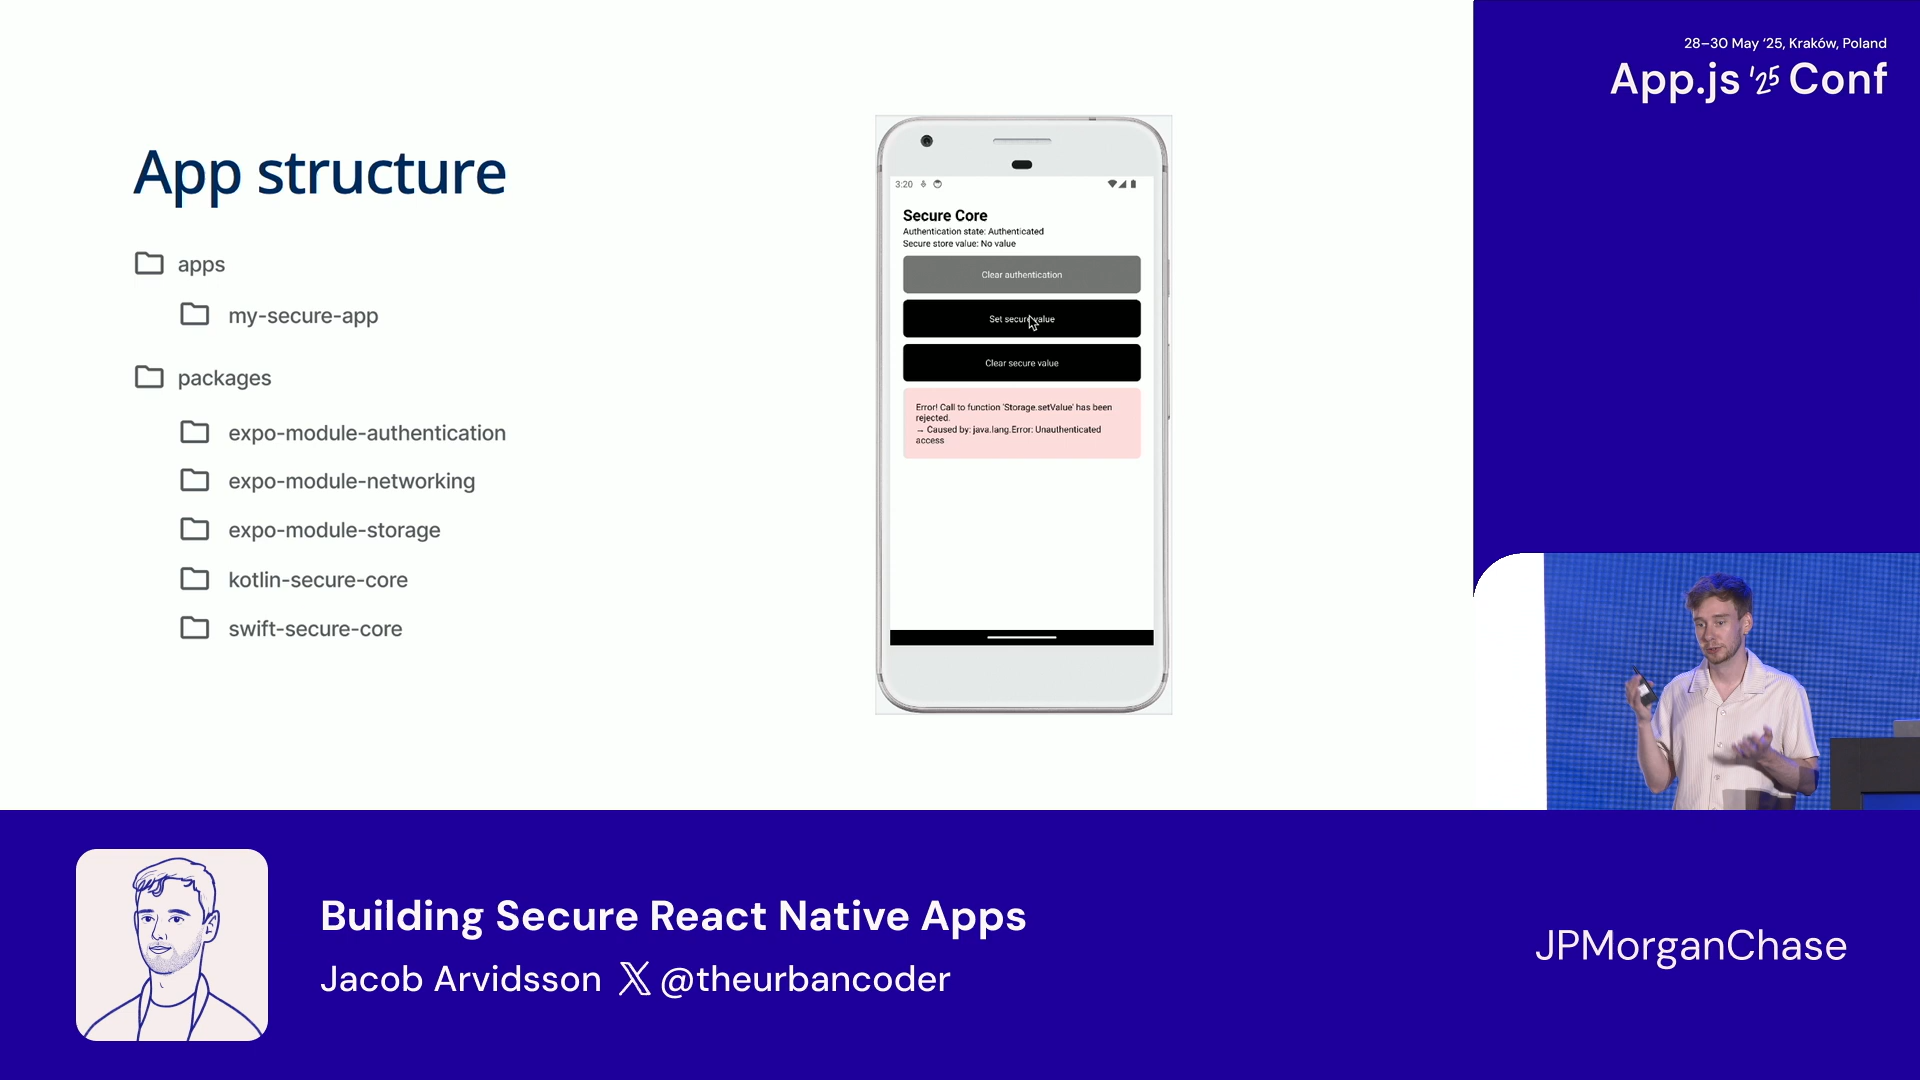 28–30 May ’25, Kraków, Poland
App.js ’25 Conf
App structure
apps
my-secure-app
packages
expo-module-authentication
expo-module-networking
expo-module-storage
kotlin-secure-core
swift-secure-core
3:20
Secure Core
Authentication state: Authenticated
Secure store value: No value
Clear authentication
Set secure value
Clear secure value
Error! Call to function 'Storage.setValue' has been
rejected.
→ Caused by: java.lang.Error: Unauthenticated
access
Building Secure React Native Apps
Jacob Arvidsson X @theurbancoder
JPMorganChase